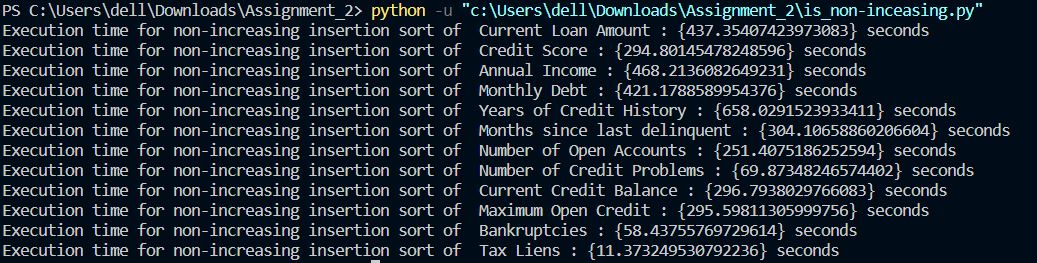 PS C:\Users\dell\Downloads\Assignment_2> python -u "c:\Users\dell\Downloads\Assignment_2\is_non-inceasing.py"
Execution time for non-increasing insertion sort of  Current Loan Amount : {437.35407423973083} seconds
Execution time for non-increasing insertion sort of  Credit Score : {294.80145478248596} seconds
Execution time for non-increasing insertion sort of  Annual Income : {468.2136082649231} seconds
Execution time for non-increasing insertion sort of  Monthly Debt : {421.1788589954376} seconds
Execution time for non-increasing insertion sort of  Years of Credit History : {658.0291523933411} seconds
Execution time for non-increasing insertion sort of  Months since last delinquent : {304.10658860206604} seconds
Execution time for non-increasing insertion sort of  Number of Open Accounts : {251.4075186252594} seconds
Execution time for non-increasing insertion sort of  Number of Credit Problems : {69.87348246574402} seconds
Execution time for non-increasing insertion sort of  Current Credit Balance : {296.7938029766083} seconds
Execution time for non-increasing insertion sort of  Maximum Open Credit : {295.59811305999756} seconds
Execution time for non-increasing insertion sort of  Bankruptcies : {58.43755769729614} seconds
Execution time for non-increasing insertion sort of  Tax Liens : {11.373249530792236} seconds